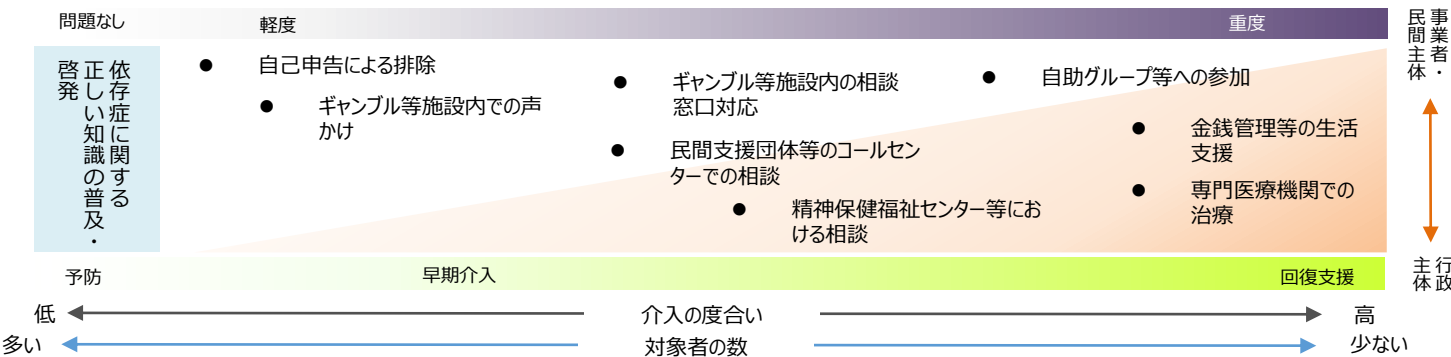 問題なし
軽度
重度
事業者・
民間主体
依存症に関する
正しい知識の普及・
啓発
● 自己申告による排除
● ギャンブル等施設内での声
かけ
● ギャンブル等施設内の相談
窓口対応
● 民間支援団体等のコールセン
ターでの相談
● 精神保健福祉センター等にお
ける相談
● 自助グループ等への参加
● 金銭管理等の生活
支援
● 専門医療機関での
治療
行政
主体
予防
早期介入
回復支援
低
介入の度合い
高
多い
対象者の数
少ない